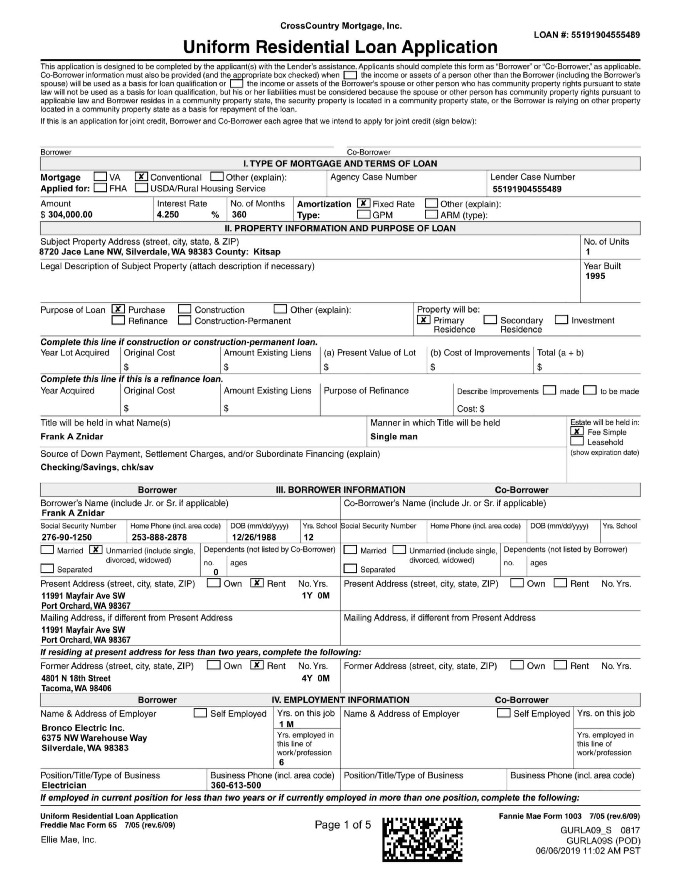 CrossCountry Mortgage, Inc.
LOAN #: 55191904555489
Uniform Residential Loan Application
This application is designed to be completed by the applicant(s) with the Lender's assistance. Applicants should complete this form as "Borrower" or "Co-Borrower," as applicable.
Co-Borrower information must also be provided (and the appropriate box checked) when the income or assets of a person other than the Borrower (including the Borrower's
spouse) will be used as a basis for loan qualification or the income or assets of the Borrower's spouse or other person who has community property rights pursuant to state
law will not be used as a basis for loan qualification, but his or her liabilities must be considered because the spouse or other person has community property rights pursuant to
applicable law and Borrower resides in a community property state, the security property is located in a community property state, or the Borrower is relying on other property
located in a community property state as a basis for repayment of the loan.
If this is an application for joint credit, Borrower and Co-Borrower each agree that we intend to apply for joint credit (sign below):
Borrower Co-Borrower
I. TYPE OF MORTGAGE AND TERMS OF LOAN
Mortgage VA X Conventional Other (explain): Agency Case Number Lender Case Number
Applied for: FHA USDA/Rural Housing Service 55191904555489
Amount Interest Rate No. of Months Amortization X Fixed Rate Other (explain):
$ 304,000.00 4.250 % 360 Type: GPM ARM (type):
II. PROPERTY INFORMATION AND PURPOSE OF LOAN
Subject Property Address (street, city, state, & ZIP) No. of Units
8720 Jace Lane NW, Silverdale, WA 98383 County: Kitsap 1
Legal Description of Subject Property (attach description if necessary) Year Built
1995
Purpose of Loan X Purchase Construction Other (explain): Property will be:
Refinance Construction-Permanent X Primary Residence Secondary Residence Investment
Complete this line if construction or construction-permanent loan.
Year Lot Acquired Original Cost Amount Existing Liens (a) Present Value of Lot (b) Cost of Improvements Total (a + b)
$ $ $ $ $
Complete this line if this is a refinance loan.
Year Acquired Original Cost Amount Existing Liens Purpose of Refinance Describe Improvements made to be made
$ $ Cost: $
Title will be held in what Name(s) Manner in which Title will be held Estate will be held in:
Frank A Znidar Single man X Fee Simple
Leasehold
Source of Down Payment, Settlement Charges, and/or Subordinate Financing (explain) (show expiration date)
Checking/Savings, chk/sav
Borrower III. BORROWER INFORMATION Co-Borrower
Borrower's Name (include Jr. or Sr. if applicable) Co-Borrower's Name (include Jr. or Sr. if applicable)
Frank A Znidar
Social Security Number Home Phone (incl. area code) DOB (mm/dd/yyyy) Yrs. School Social Security Number Home Phone (incl. area code) DOB (mm/dd/yyyy) Yrs. School
276-90-1250 253-888-2878 12/26/1988 12
Married X Unmarried (include single, divorced, widowed) Dependents (not listed by Co-Borrower) Married Unmarried (include single, divorced, widowed) Dependents (not listed by Borrower)
Separated no. 0 ages Separated no. ages
Present Address (street, city, state, ZIP) Own X Rent No. Yrs. Present Address (street, city, state, ZIP) Own Rent No. Yrs.
11991 Mayfair Ave SW 1Y 0M
Port Orchard, WA 98367
Mailing Address, if different from Present Address Mailing Address, if different from Present Address
11991 Mayfair Ave SW
Port Orchard, WA 98367
If residing at present address for less than two years, complete the following:
Former Address (street, city, state, ZIP) Own X Rent No. Yrs. Former Address (street, city, state, ZIP) Own Rent No. Yrs.
4801 N 18th Street 4Y 0M
Tacoma, WA 98406
Borrower IV. EMPLOYMENT INFORMATION Co-Borrower
Name & Address of Employer Self Employed Yrs. on this job Name & Address of Employer Self Employed Yrs. on this job
1 M
Bronco Electric Inc.
6375 NW Warehouse Way
Silverdale, WA 98383
Yrs. employed in this line of work/profession Yrs. employed in this line of work/profession
6
Position/Title/Type of Business Business Phone (incl. area code) Position/Title/Type of Business Business Phone (incl. area code)
Electrician 360-613-500
If employed in current position for less than two years or if currently employed in more than one position, complete the following:
Uniform Residential Loan Application Fannie Mae Form 1003 7/05 (rev.6/09)
Freddie Mac Form 65 7/05 (rev.6/09)
Page 1 of 5
GURLA09_S 0817
Ellie Mae, Inc. GURLA09S (POD)
06/06/2019 11:02 AM PST